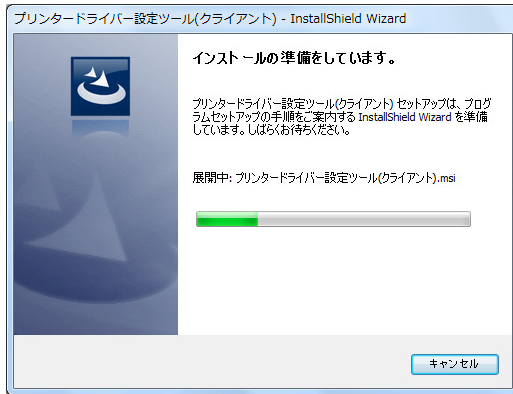 プリンタードライバー設定ツール(クライアント) - InstallShield Wizard
インストールの準備をしています。
プリンタードライバー設定ツール(クライアント) セットアップは、プログ
ラムセットアップの手順をご案内する InstallShield Wizard を準備
しています。しばらくお待ちください。
展開中: プリンタードライバー設定ツール(クライアント).msi
キャンセル